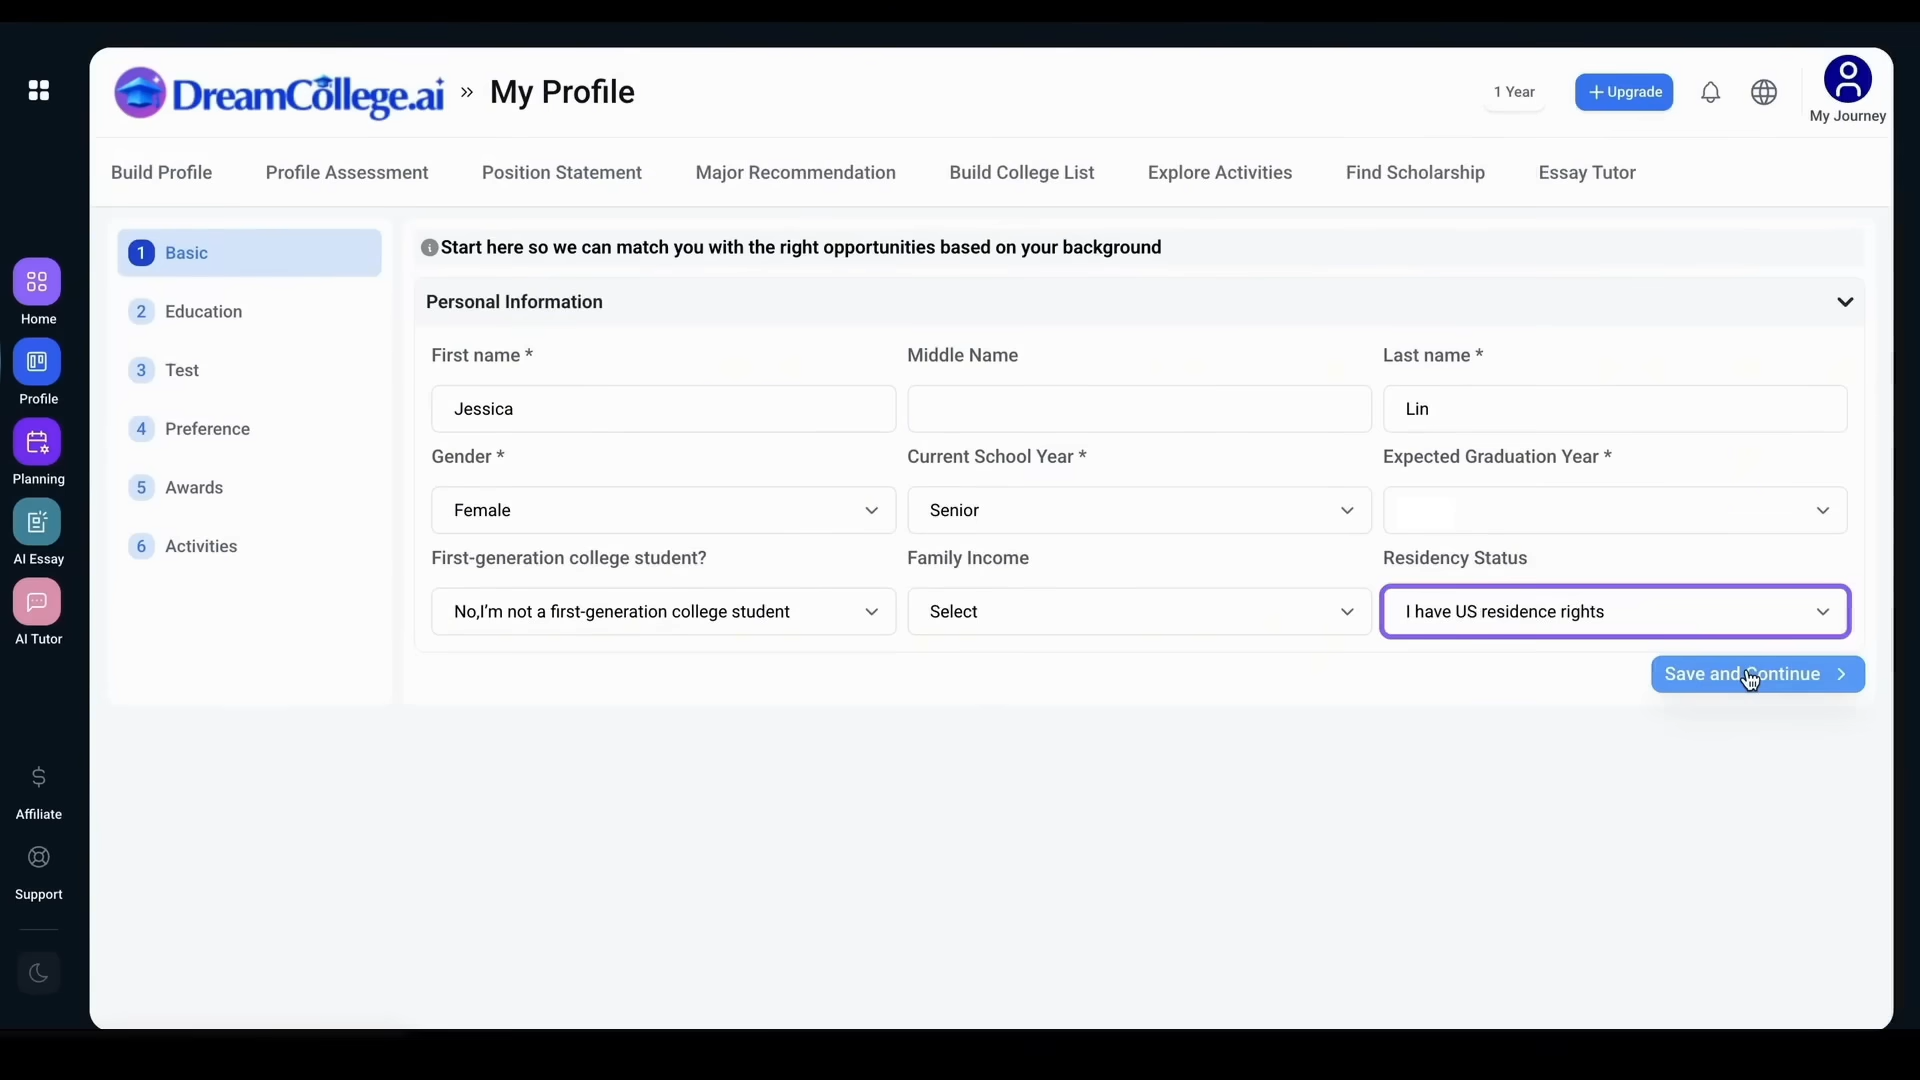 DreamCollege.ai » My Profile
1 Year
+ Upgrade
My Journey
Build Profile
Profile Assessment
Position Statement
Major Recommendation
Build College List
Explore Activities
Find Scholarship
Essay Tutor
Home
Profile
Planning
AI Essay
AI Tutor
Affiliate
Support
1 Basic
2 Education
3 Test
4 Preference
5 Awards
6 Activities
Start here so we can match you with the right opportunities based on your background
Personal Information
First name *
Middle Name
Last name *
Jessica
Lin
Gender *
Current School Year *
Expected Graduation Year *
Female
Senior
First-generation college student?
Family Income
Residency Status
No,I'm not a first-generation college student
Select
I have US residence rights
Save and Continue